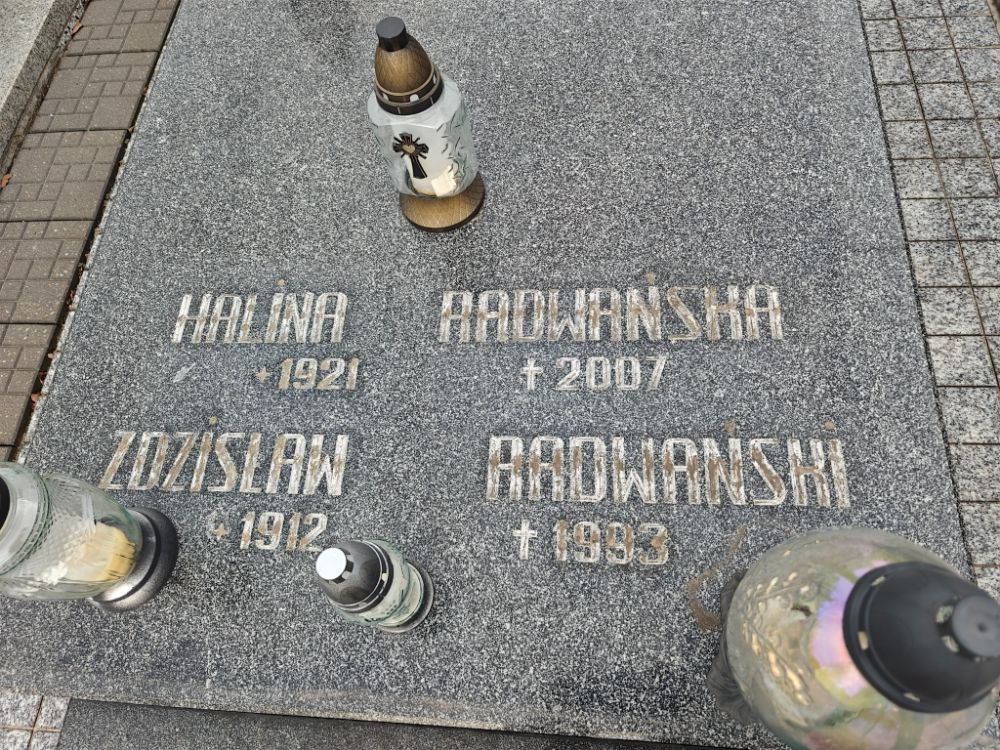 HALINA RADWAŃSKA
* 1921 † 2007
ZDZISŁAW RADWAŃSKI
* 1912 † 1993